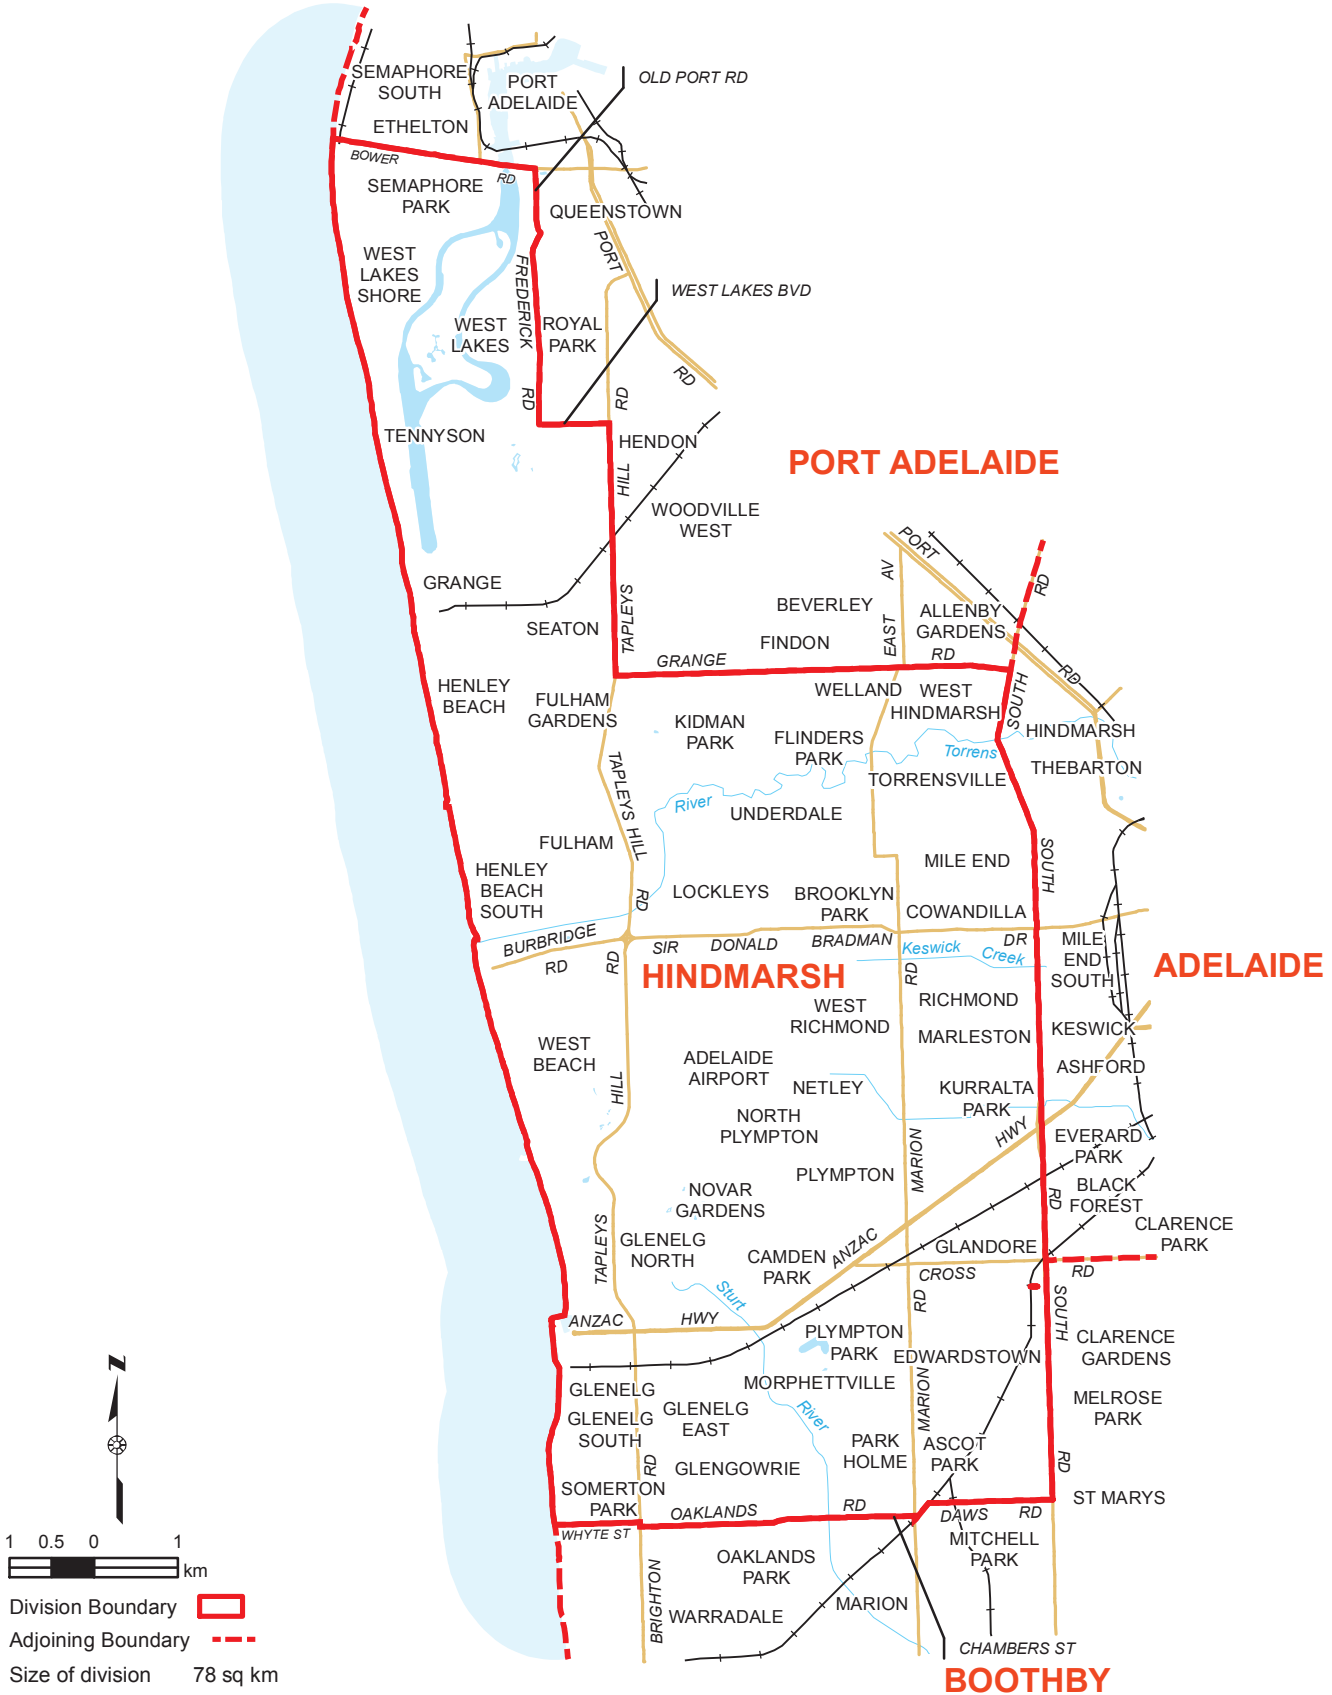 SEMAPHORE
SOUTH
PORT
ADELAIDE
OLD PORT RD
ETHELTON
BOWER
RD
SEMAPHORE
PARK
QUEENSTOWN
PORT
RD
WEST
LAKES
SHORE
FREDERICK
RD
WEST LAKES BVD
WEST
LAKES
ROYAL
PARK
RD
TENNYSON
HENDON
HILL
PORT ADELAIDE
WOODVILLE
WEST
PORT
RD
AV
GRANGE
TAPLEYS
BEVERLEY
ALLENBY
GARDENS
SEATON
FINDON
EAST
RD
GRANGE
RD
HENLEY
BEACH
FULHAM
GARDENS
WELLAND
WEST
HINDMARSH
SOUTH
KIDMAN
PARK
FLINDERS
PARK
HINDMARSH
Torrens
THEBARTON
TAPLEYS HILL
RD
TORRENSVILLE
River
UNDERDALE
FULHAM
MILE END
SOUTH
HENLEY
BEACH
SOUTH
LOCKLEYS
BROOKLYN
PARK
COWANDILLA
BURBRIDGE
RD
RD
SIR
DONALD
BRADMAN
DR
Keswick
Creek
MILE
END
SOUTH
HINDMARSH
RD
ADELAIDE
WEST
RICHMOND
RICHMOND
MARLESTON
KESWICK
WEST
BEACH
ADELAIDE
AIRPORT
ASHFORD
HILL
NETLEY
KURRALTA
PARK
NORTH
PLYMPTON
HWY
EVERARD
PARK
MARION
PLYMPTON
RD
BLACK
FOREST
NOVAR
GARDENS
CLARENCE
PARK
TAPLEYS
GLENELG
NORTH
CAMDEN
PARK
ANZAC
GLANDORE
CROSS
RD
Sturt
RD
SOUTH
ANZAC
HWY
PLYMPTON
PARK
EDWARDSTOWN
CLARENCE
GARDENS
GLENELG
MORPHETTVILLE
MARION
MELROSE
PARK
GLENELG
SOUTH
GLENELG
EAST
River
PARK
HOLME
ASCOT
PARK
RD
RD
GLENGOWRIE
SOMERTON
PARK
ST MARYS
OAKLANDS
RD
DAWS
RD
WHYTE ST
MITCHELL
PARK
OAKLANDS
PARK
BRIGHTON
WARRADALE
MARION
CHAMBERS ST
BOOTHBY
N
1 0.5 0 1
km
Division Boundary
Adjoining Boundary
Size of division 78 sq km